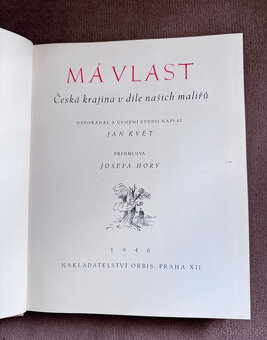 MÁ VLAST
Česká krajina v díle našich malířů
USPOŘÁDAL A ÚVODNÍ STUDII NAPSAL
JAN KVĚT
PŘEDMLUVA
JOSEFA HORY
1948
NAKLADATELSTVÍ ORBIS, PRAHA XII